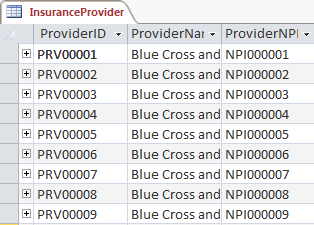 InsuranceProvider
ProviderID ProviderNar ProviderNPI
PRV00001 Blue Cross and NPI000001
PRV00002 Blue Cross and NPI000002
PRV00003 Blue Cross and NPI000003
PRV00004 Blue Cross and NPI000004
PRV00005 Blue Cross and NPI000005
PRV00006 Blue Cross and NPI000006
PRV00007 Blue Cross and NPI000007
PRV00008 Blue Cross and NPI000008
PRV00009 Blue Cross and NPI000009